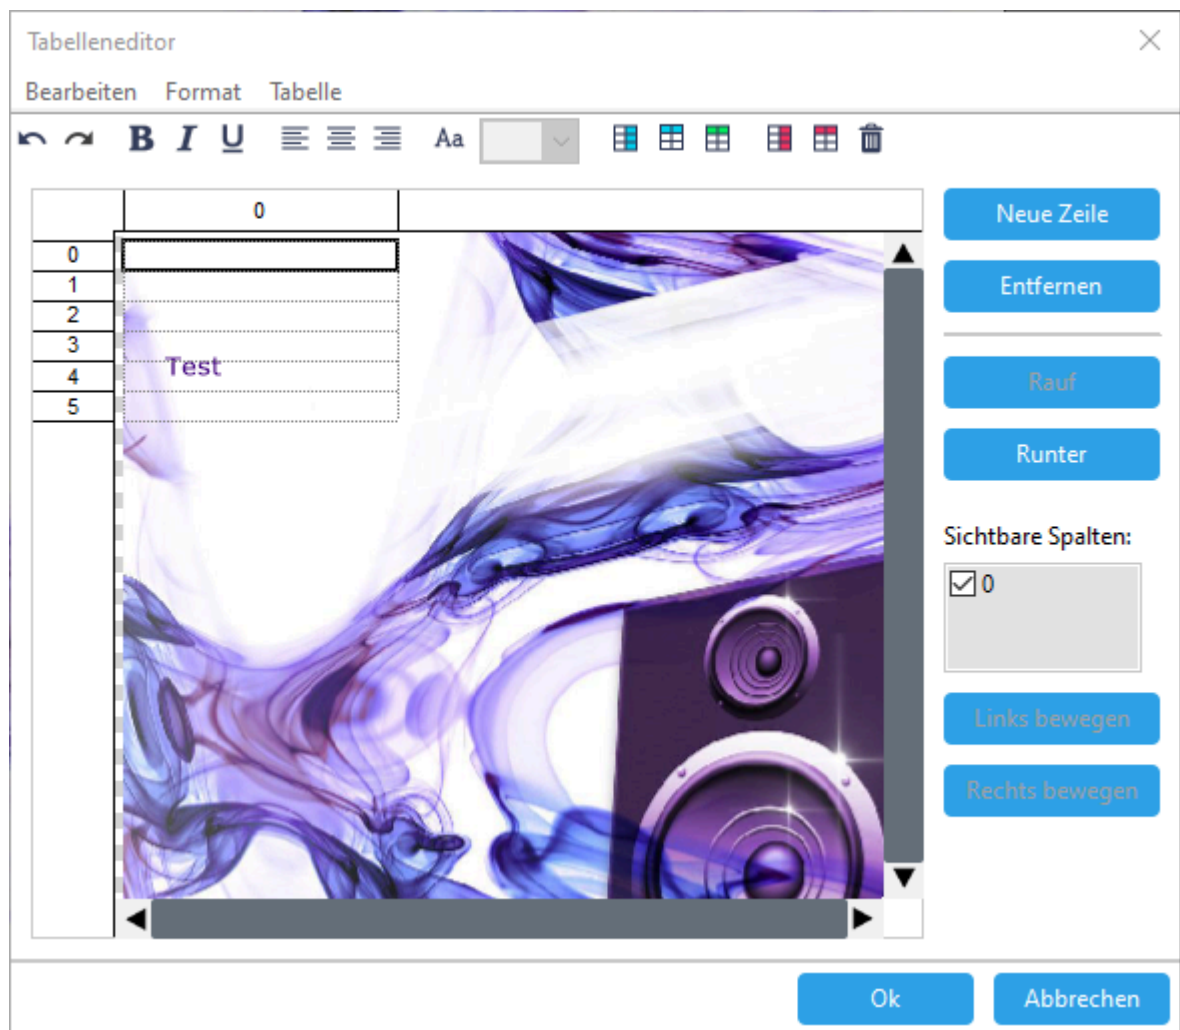 Tabelleneditor
Bearbeiten Format Tabelle
B I U Aa
0
0
1
2
3
4
5
Test
Neue Zeile
Entfernen
Rauf
Runter
Sichtbare Spalten:
0
Links bewegen
Rechts bewegen
Ok Abbrechen